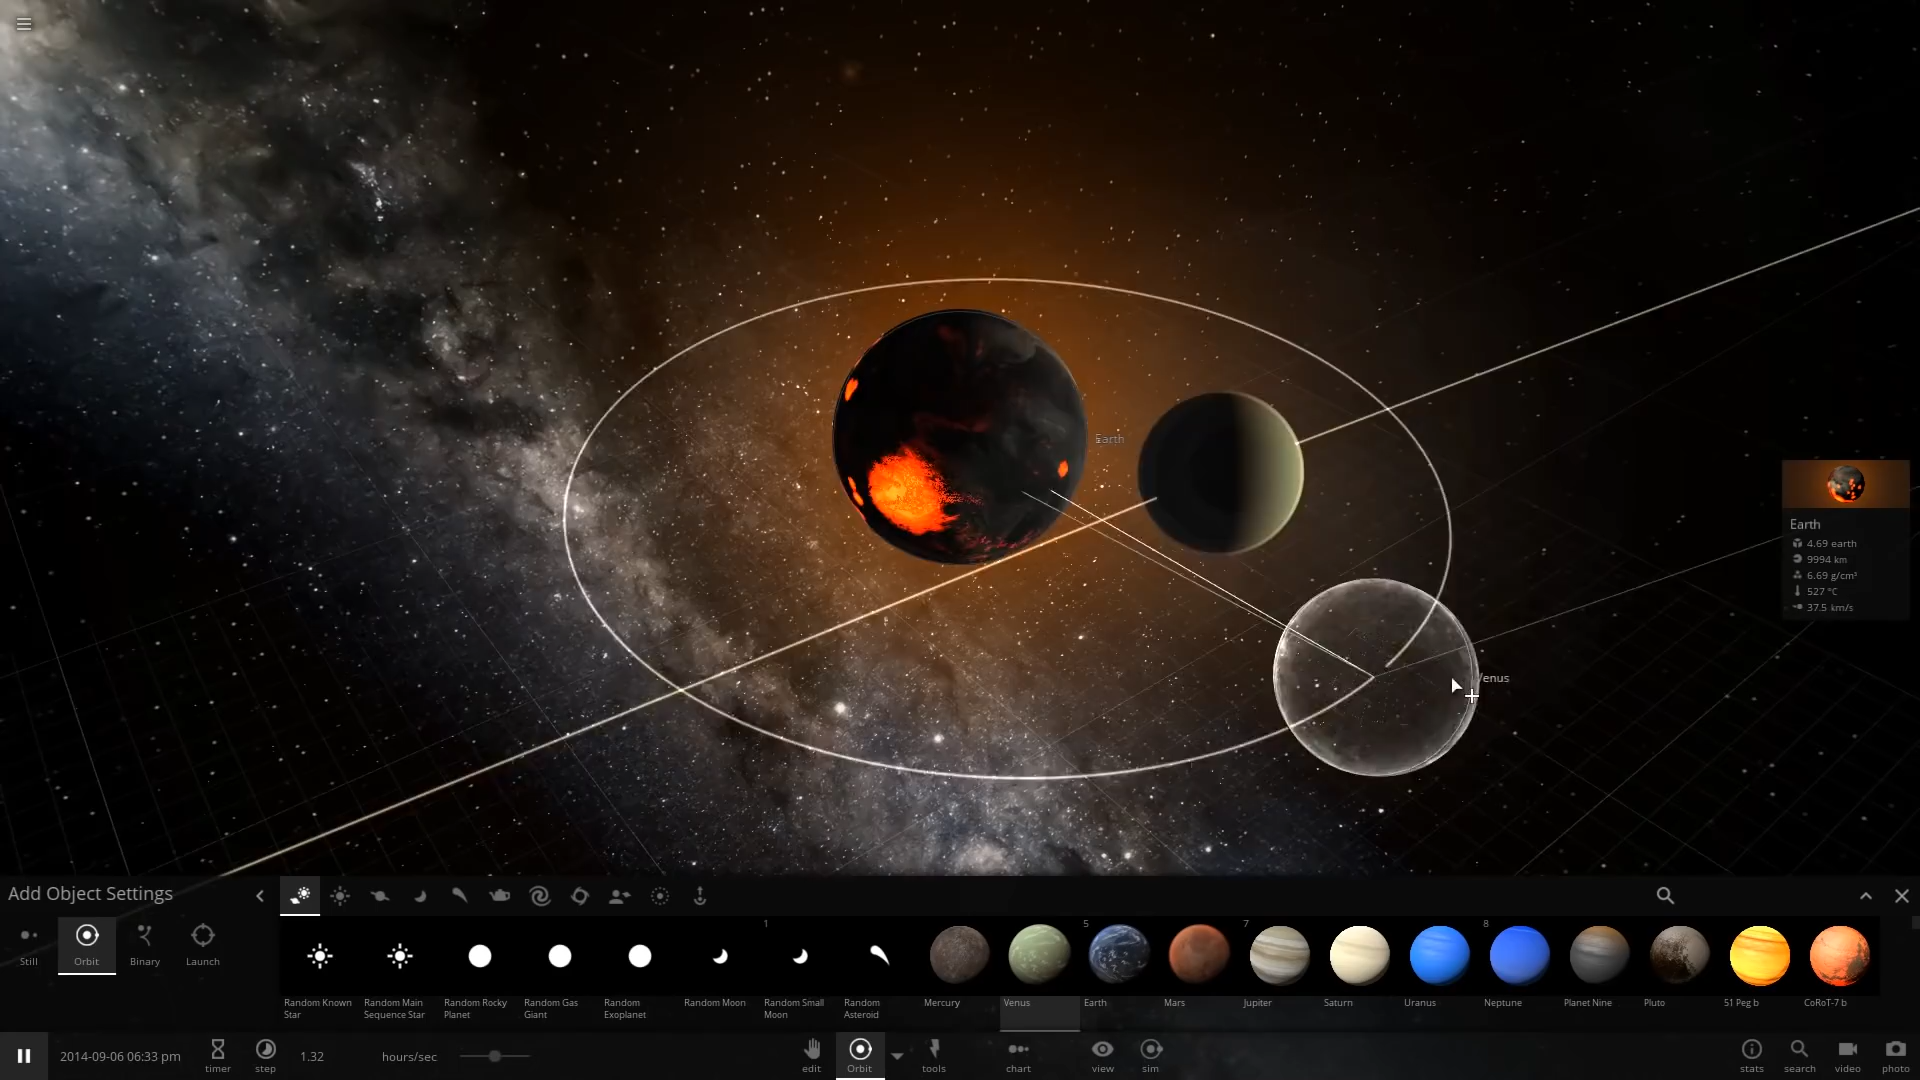 Earth
Venus
Earth
4.69 earth
9994 km
6.69 g/cm³
527 °C
37.5 km/s
Add Object Settings
Still
Orbit
Binary
Launch
1
5
7
8
Random Known Star
Random Main Sequence Star
Random Rocky Planet
Random Gas Giant
Random Exoplanet
Random Moon
Random Small Moon
Random Asteroid
Mercury
Venus
Earth
Mars
Jupiter
Saturn
Uranus
Neptune
Planet Nine
Pluto
51 Peg b
CoRoT-7 b
2014-09-06 06:33 pm
timer
step
1.32
hours/sec
edit
Orbit
tools
chart
view
sim
stats
search
video
photo